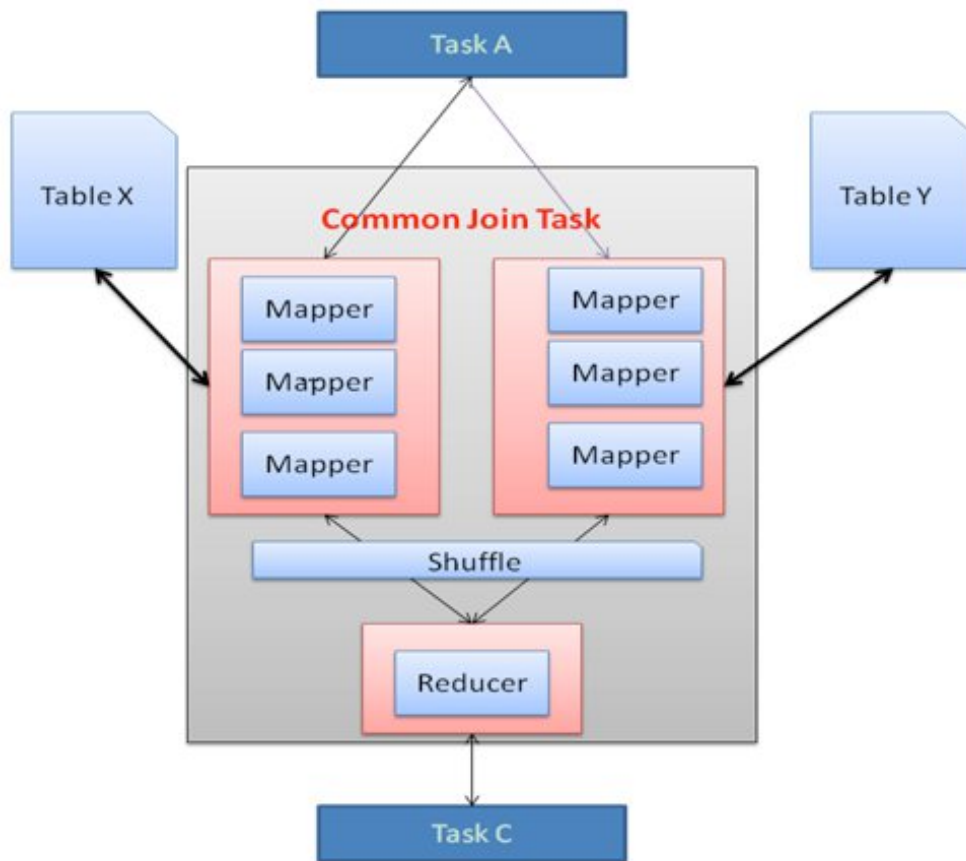 Task A
Table X
Table Y
Common Join Task
Mapper
Mapper
Mapper
Mapper
Mapper
Mapper
Shuffle
Reducer
Task C